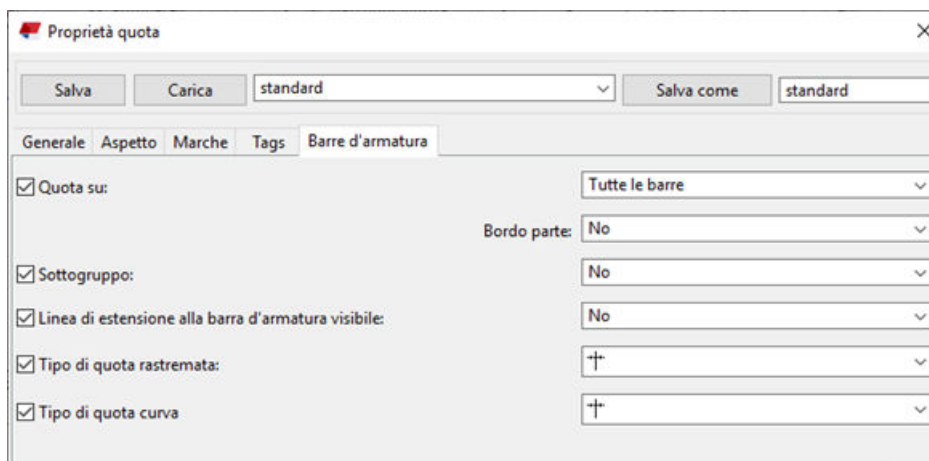 Proprietà quota
Salva Carica standard Salva come standard
Generale Aspetto Marche Tags Barre d'armatura
Quota su: Tutte le barre
Bordo parte: No
Sottogruppo: No
Linea di estensione alla barra d'armatura visibile: No
Tipo di quota rastremata:
Tipo di quota curva